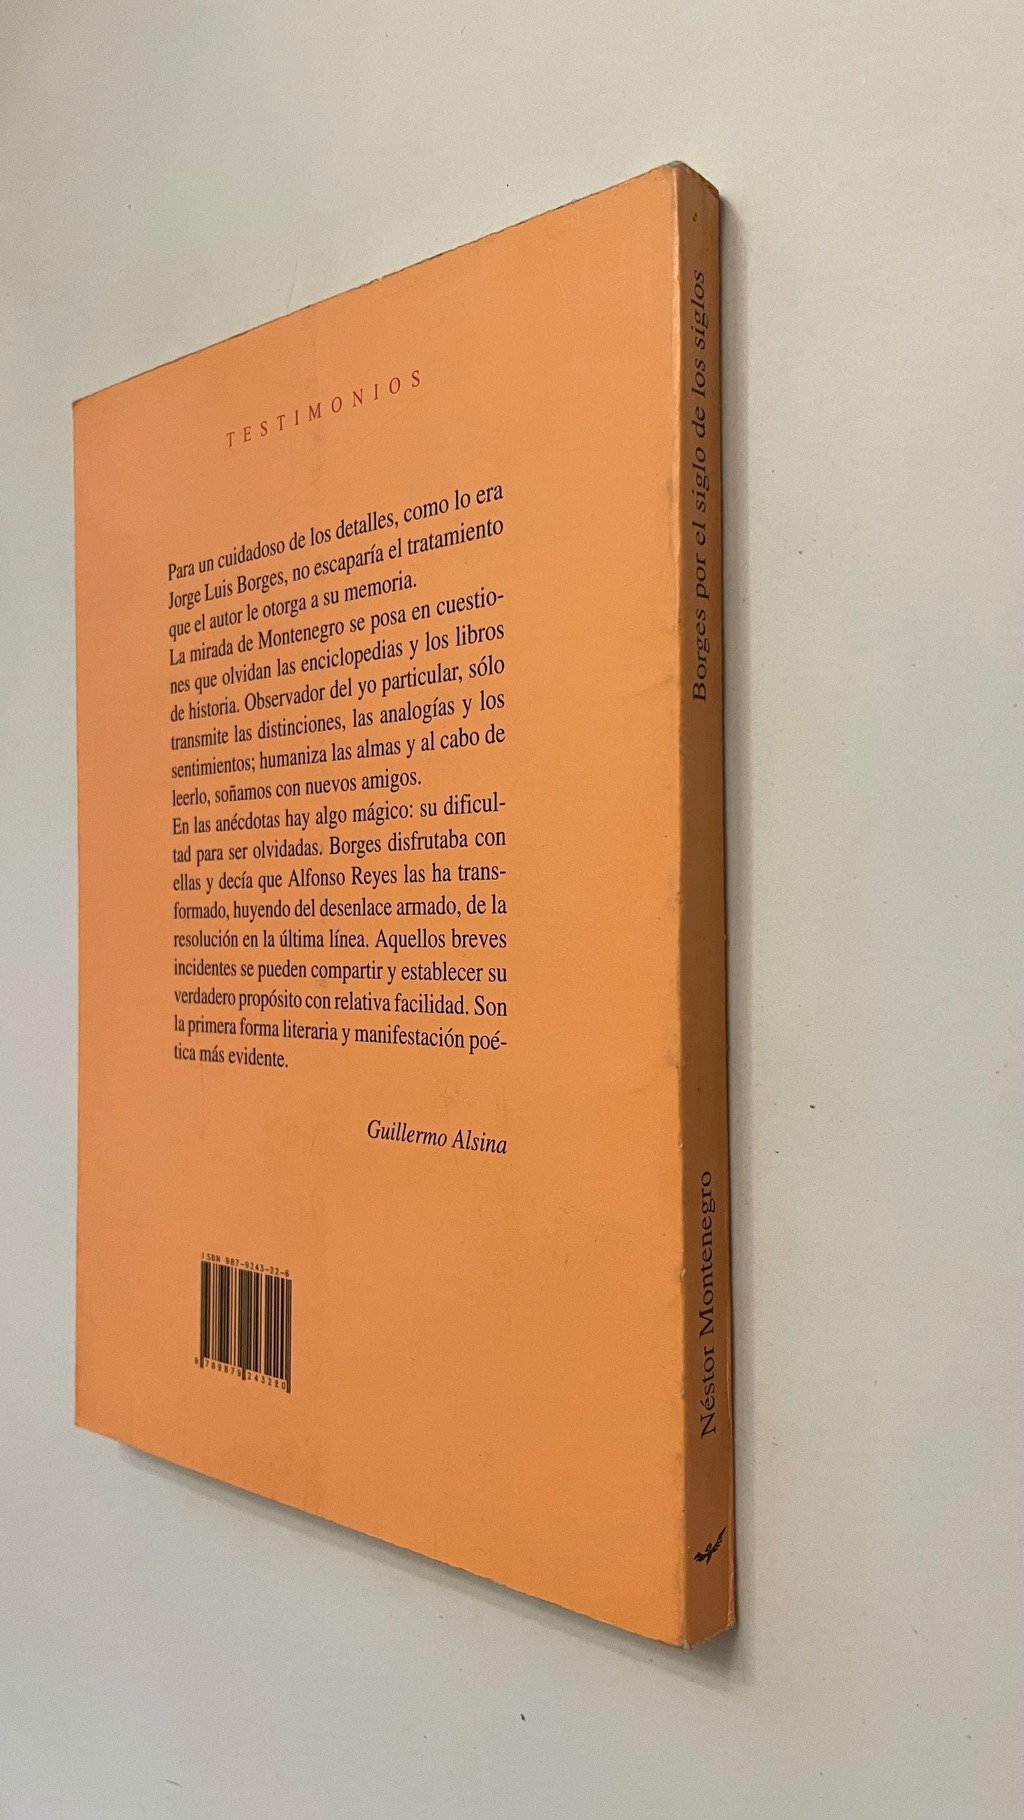 TESTIMONIOS
Para un cuidadoso de los detalles, como lo era
Jorge Luis Borges, no escaparía el tratamiento
que el autor le otorga a su memoria.
La mirada de Montenegro se posa en cuestio-
nes que olvidan las enciclopedias y los libros
de historia. Observador del yo particular, sólo
transmite las distinciones, las analogías y los
sentimientos; humaniza las almas y al cabo de
leerlo, soñamos con nuevos amigos.
En las anécdotas hay algo mágico: su dificul-
tad para ser olvidadas. Borges disfrutaba con
ellas y decía que Alfonso Reyes las ha trans-
formado, huyendo del desenlace armado, de la
resolución en la última línea. Aquellos breves
incidentes se pueden compartir y establecer su
verdadero propósito con relativa facilidad. Son
la primera forma literaria y manifestación poé-
tica más evidente.
Guillermo Alsina
ISBN 987-9243-22-6
9 789879 243220
Borges por el siglo de los siglos
Néstor Montenegro